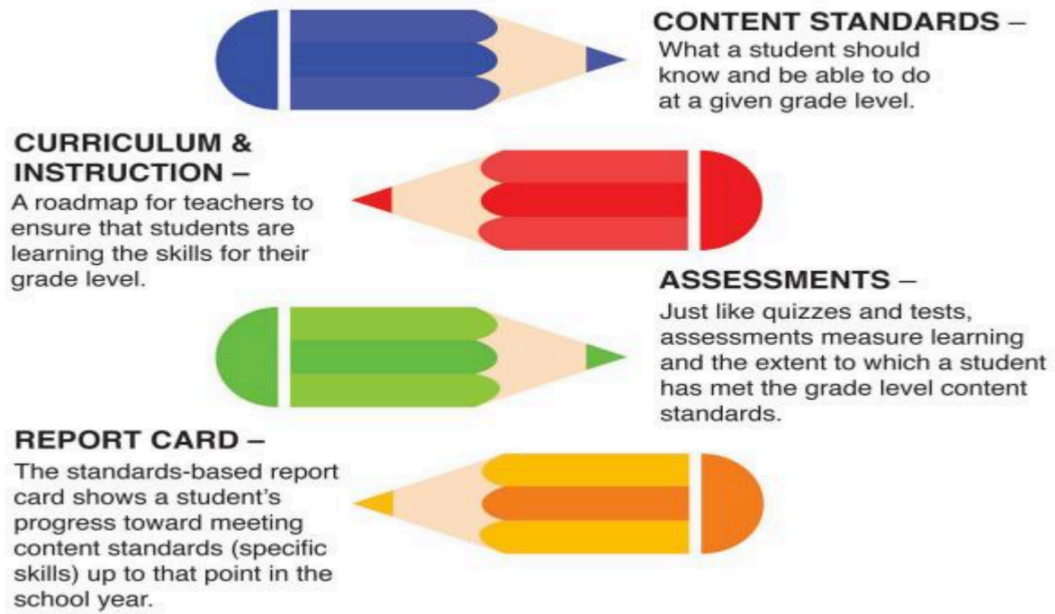 CONTENT STANDARDS –
What a student should
know and be able to do
at a given grade level.
CURRICULUM &
INSTRUCTION –
A roadmap for teachers to
ensure that students are
learning the skills for their
grade level.
ASSESSMENTS –
Just like quizzes and tests,
assessments measure learning
and the extent to which a student
has met the grade level content
standards.
REPORT CARD –
The standards-based report
card shows a student's
progress toward meeting
content standards (specific
skills) up to that point in the
school year.